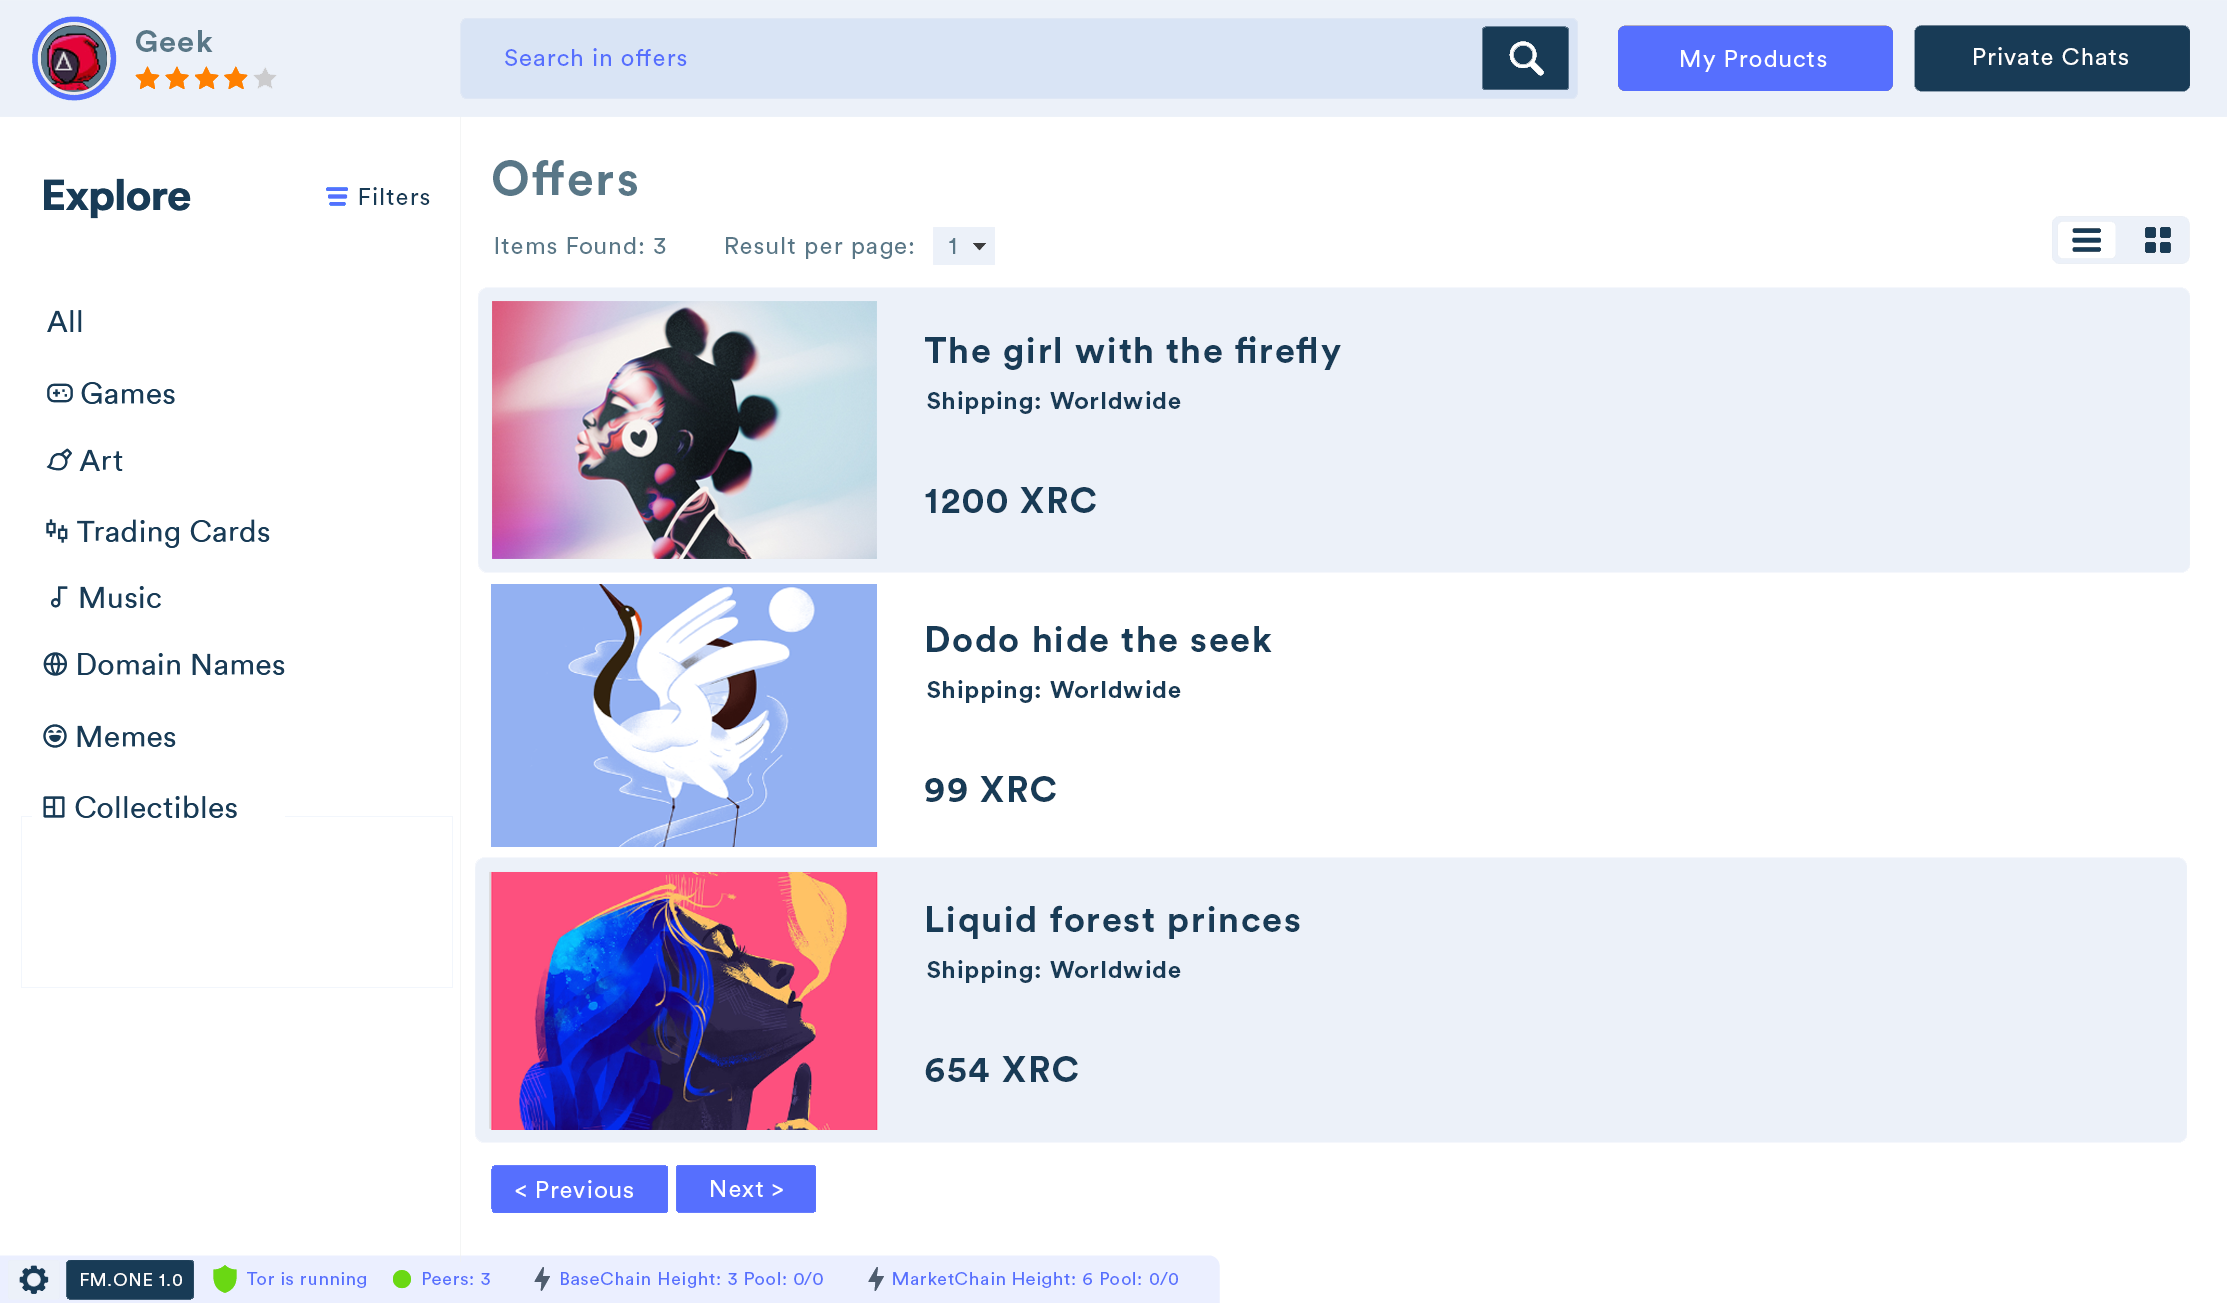 Geek
Search in offers
My Products
Private Chats
Explore
Filters
All
Games
Art
Trading Cards
Music
Domain Names
Memes
Collectibles
Offers
Items Found: 3
Result per page: 1
The girl with the firefly
Shipping: Worldwide
1200 XRC
Dodo hide the seek
Shipping: Worldwide
99 XRC
Liquid forest princes
Shipping: Worldwide
654 XRC
< Previous
Next >
FM.ONE 1.0
Tor is running
Peers: 3
BaseChain Height: 3 Pool: 0/0
MarketChain Height: 6 Pool: 0/0